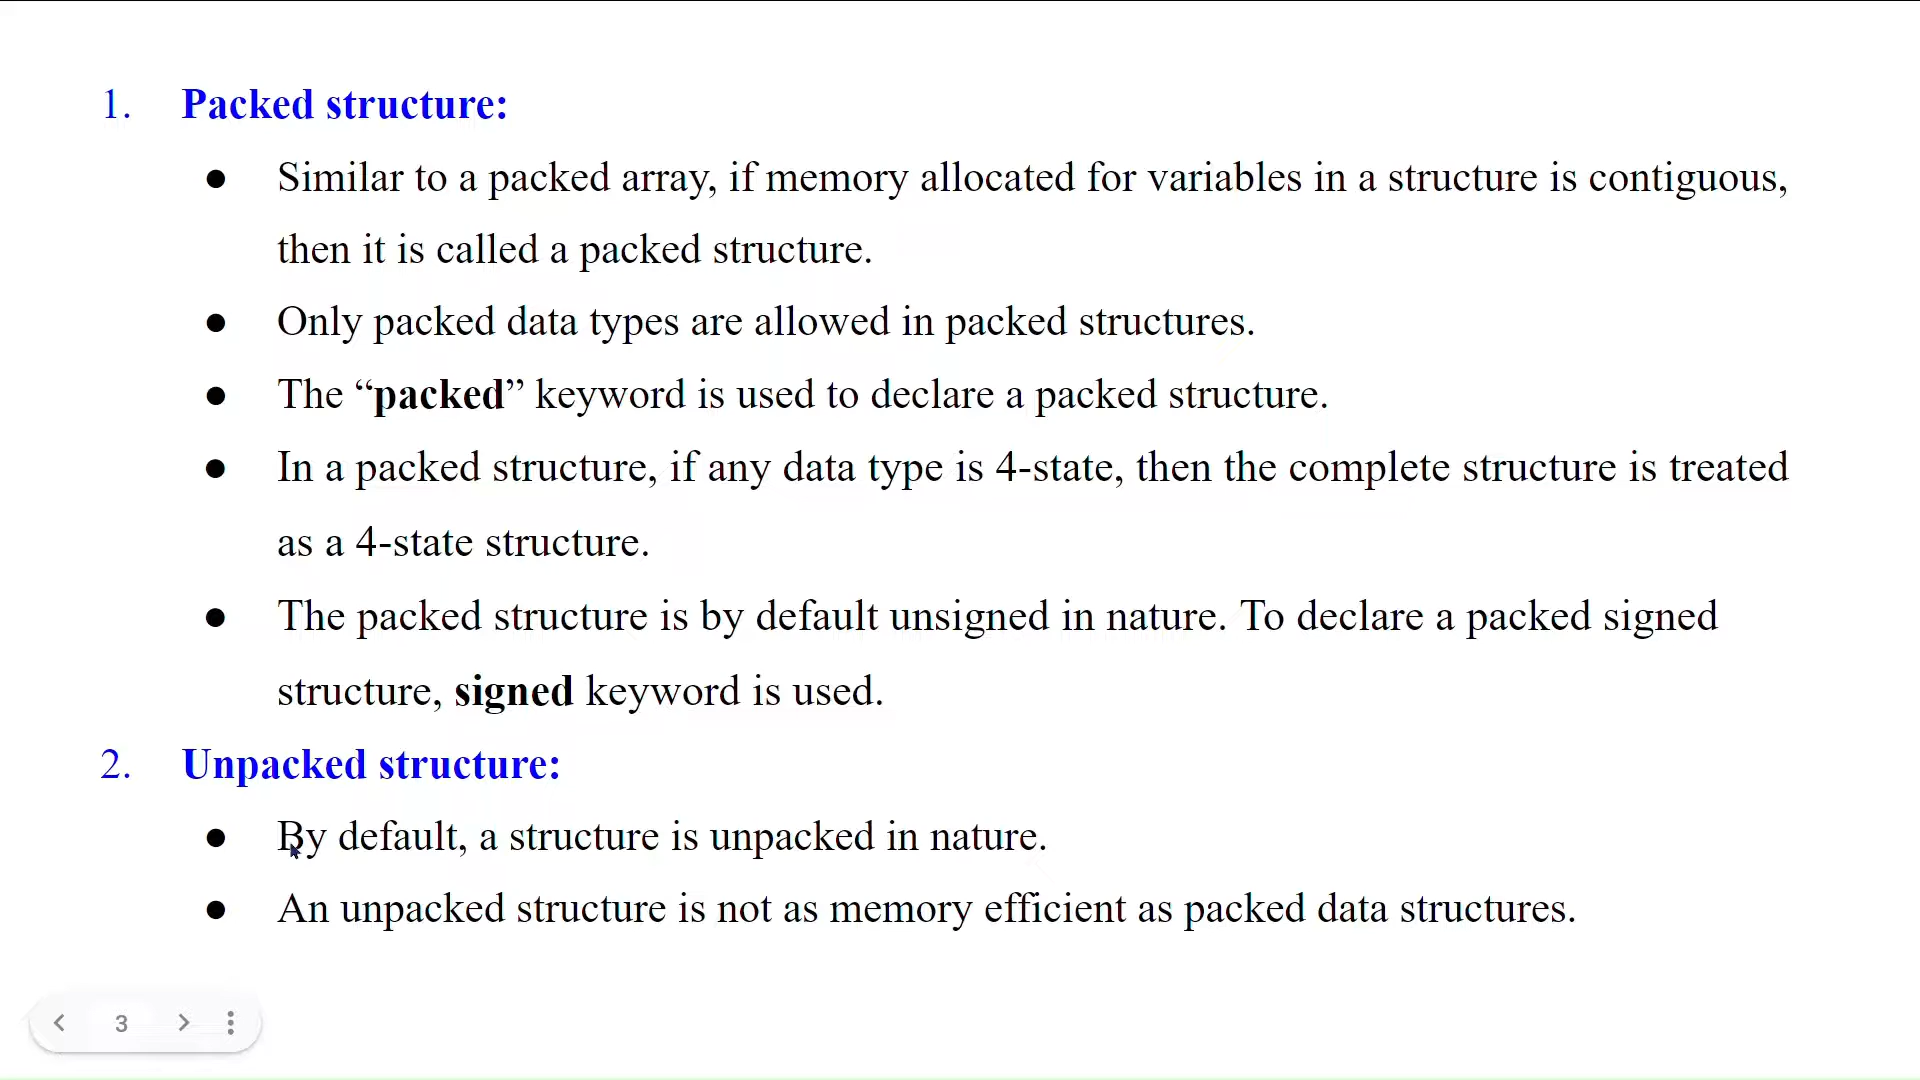 1. Packed structure:
● Similar to a packed array, if memory allocated for variables in a structure is contiguous,
then it is called a packed structure.
● Only packed data types are allowed in packed structures.
● The “packed” keyword is used to declare a packed structure.
● In a packed structure, if any data type is 4-state, then the complete structure is treated
as a 4-state structure.
● The packed structure is by default unsigned in nature. To declare a packed signed
structure, signed keyword is used.
2. Unpacked structure:
● By default, a structure is unpacked in nature.
● An unpacked structure is not as memory efficient as packed data structures.
3